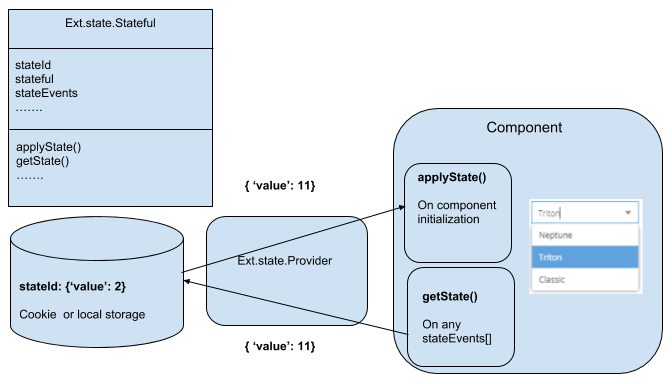 Ext.state.Stateful
stateId
stateful
stateEvents
…….
applyState()
getState()
…….
{ ‘value’: 11}
stateId: {‘value’: 2}
Cookie  or local storage
Ext.state.Provider
{ ‘value’: 11}
Component
applyState()
On component
initialization
getState()
On any
stateEvents[]
Triton
Neptune
Triton
Classic